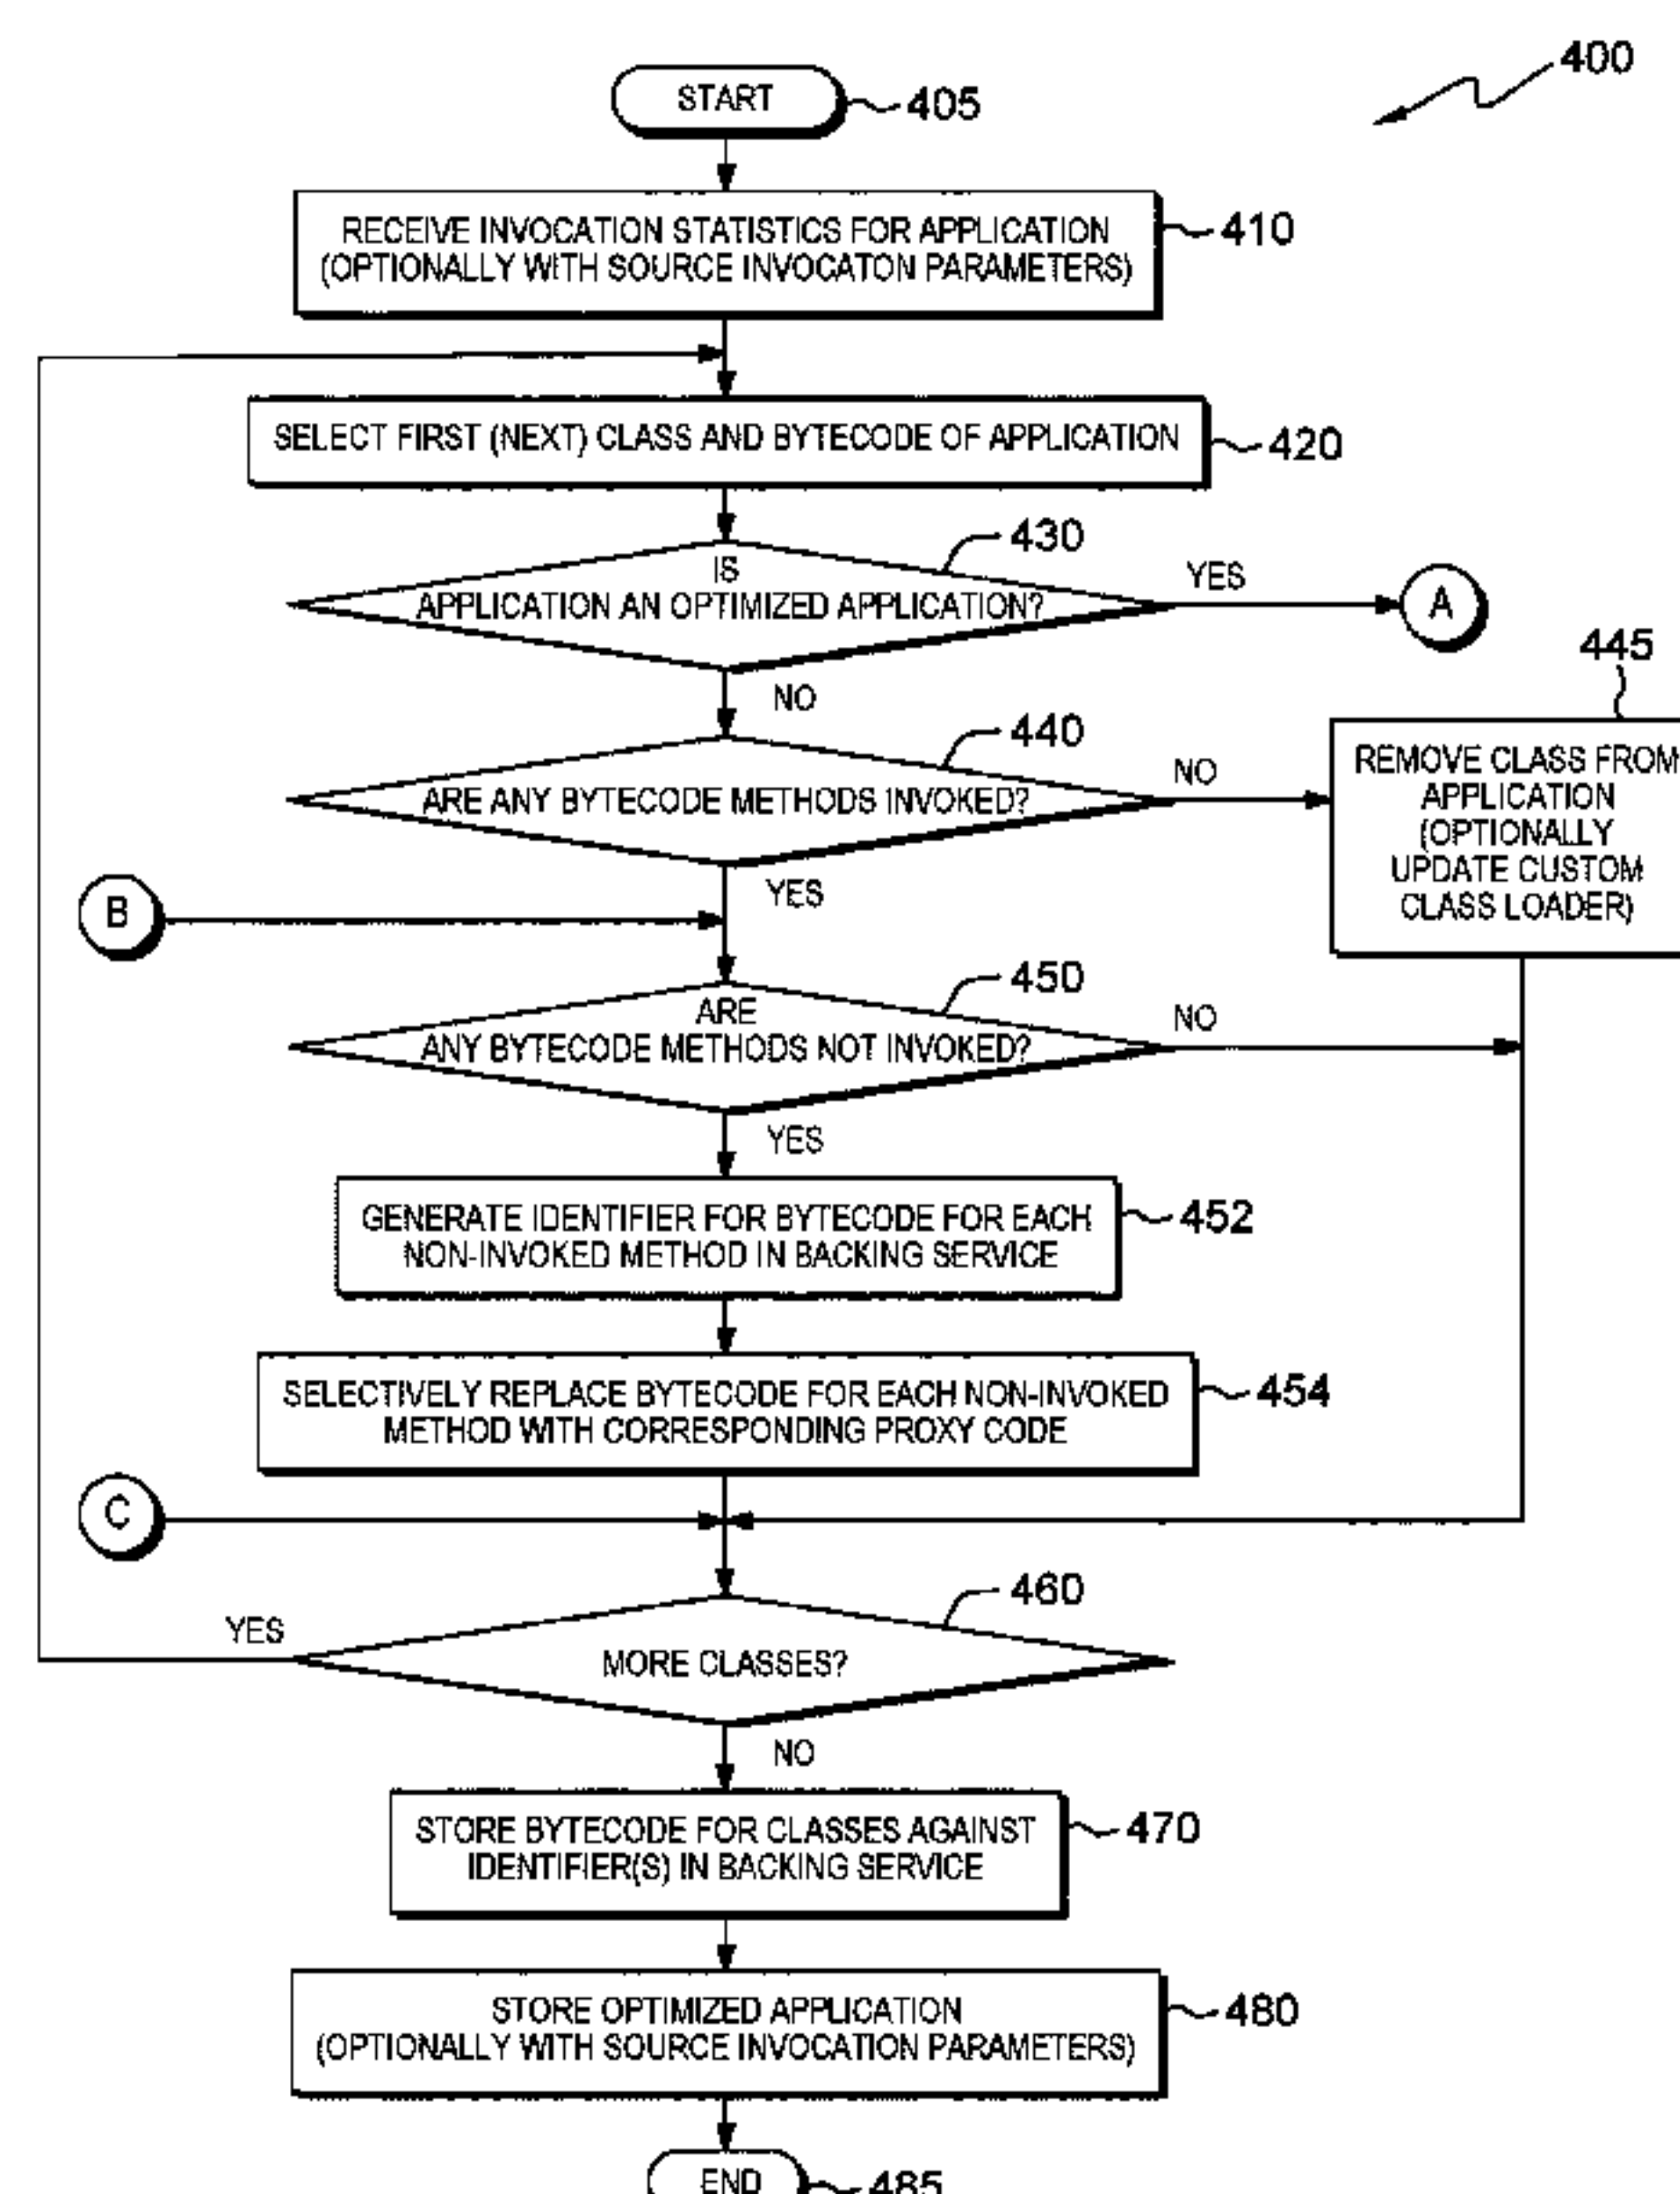 400
START
405
RECEIVE INVOCATION STATISTICS FOR APPLICATION
(OPTIONALLY WITH SOURCE INVOCATON PARAMETERS)
410
SELECT FIRST (NEXT) CLASS AND BYTECODE OF APPLICATION
420
430
IS
APPLICATION AN OPTIMIZED APPLICATION?
YES
A
NO
440
ARE ANY BYTECODE METHODS INVOKED?
NO
445
REMOVE CLASS FROM
APPLICATION
(OPTIONALLY
UPDATE CUSTOM
CLASS LOADER)
YES
B
450
ARE
ANY BYTECODE METHODS NOT INVOKED?
NO
YES
GENERATE IDENTIFIER FOR BYTECODE FOR EACH
NON-INVOKED METHOD IN BACKING SERVICE
452
SELECTIVELY REPLACE BYTECODE FOR EACH NON-INVOKED
METHOD WITH CORRESPONDING PROXY CODE
454
C
460
YES
MORE CLASSES?
NO
STORE BYTECODE FOR CLASSES AGAINST
IDENTIFIER(S) IN BACKING SERVICE
470
STORE OPTIMIZED APPLICATION
(OPTIONALLY WITH SOURCE INVOCATION PARAMETERS)
480
END
485